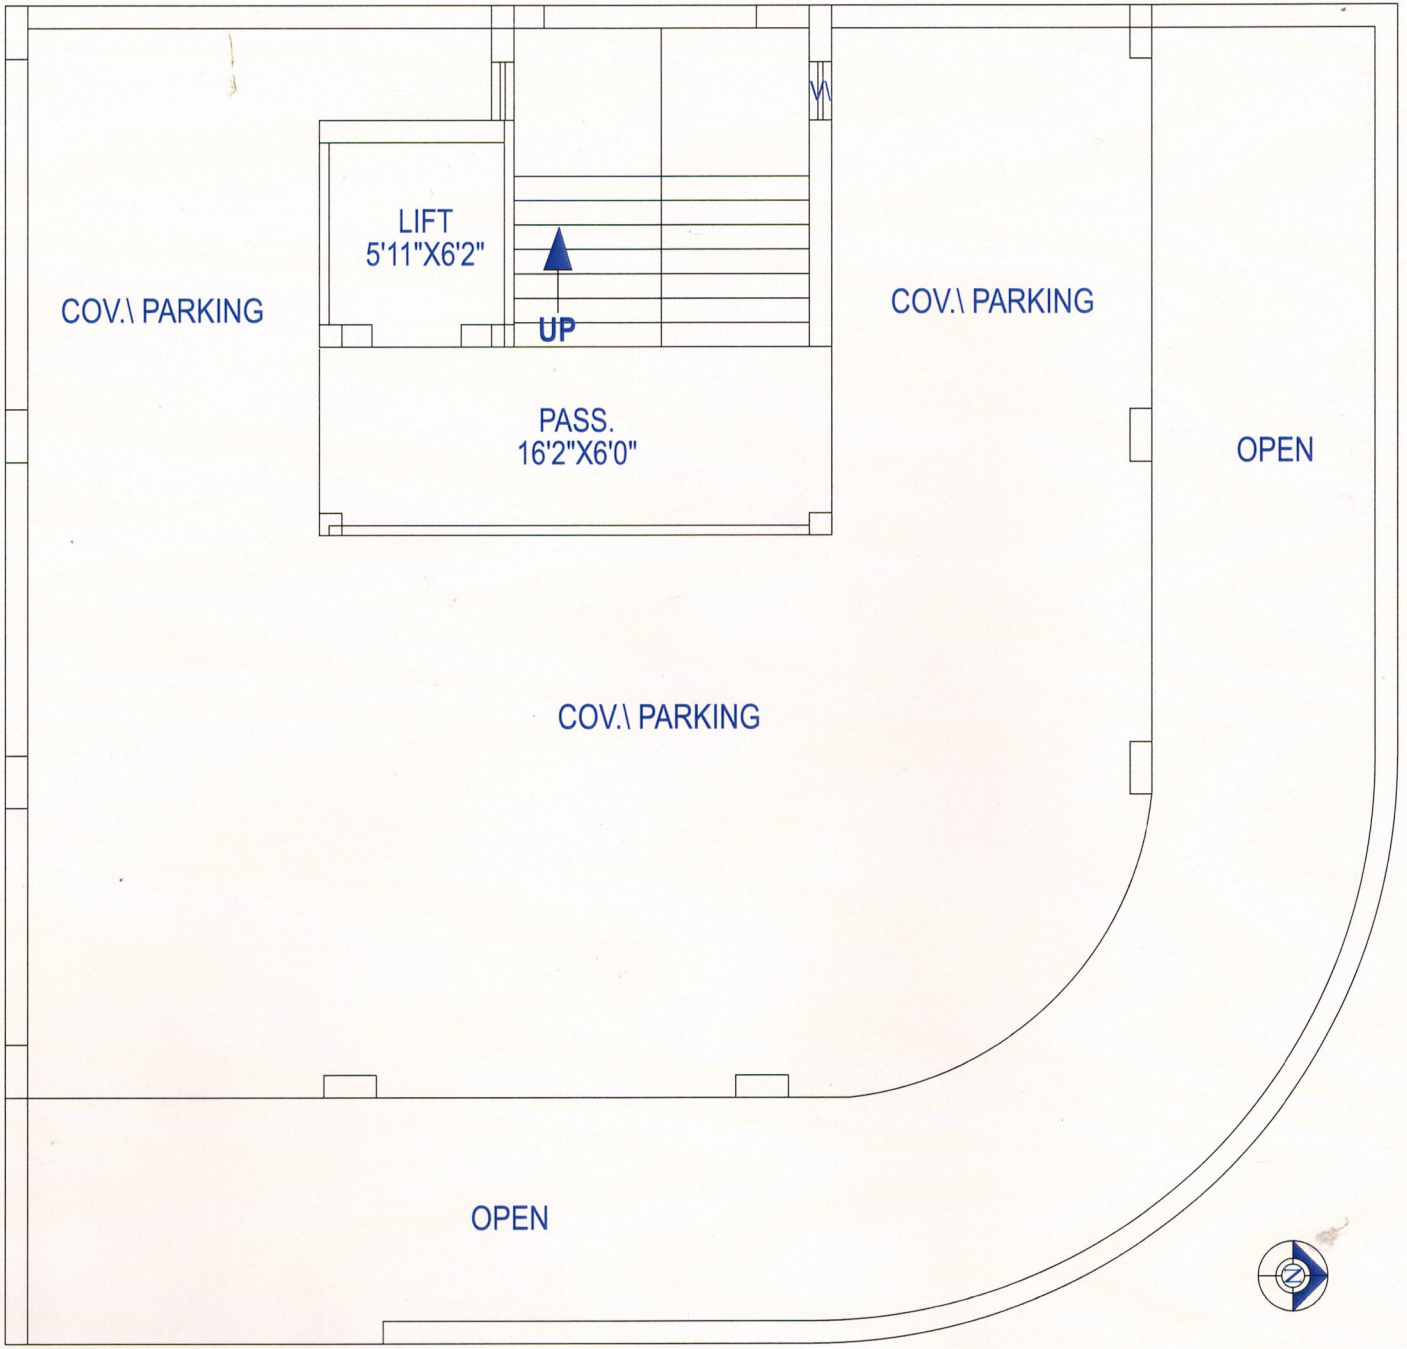 W
LIFT
5'11"X6'2"
COV.\ PARKING
COV.\ PARKING
UP
PASS.
16'2"X6'0"
OPEN
COV.\ PARKING
OPEN
N